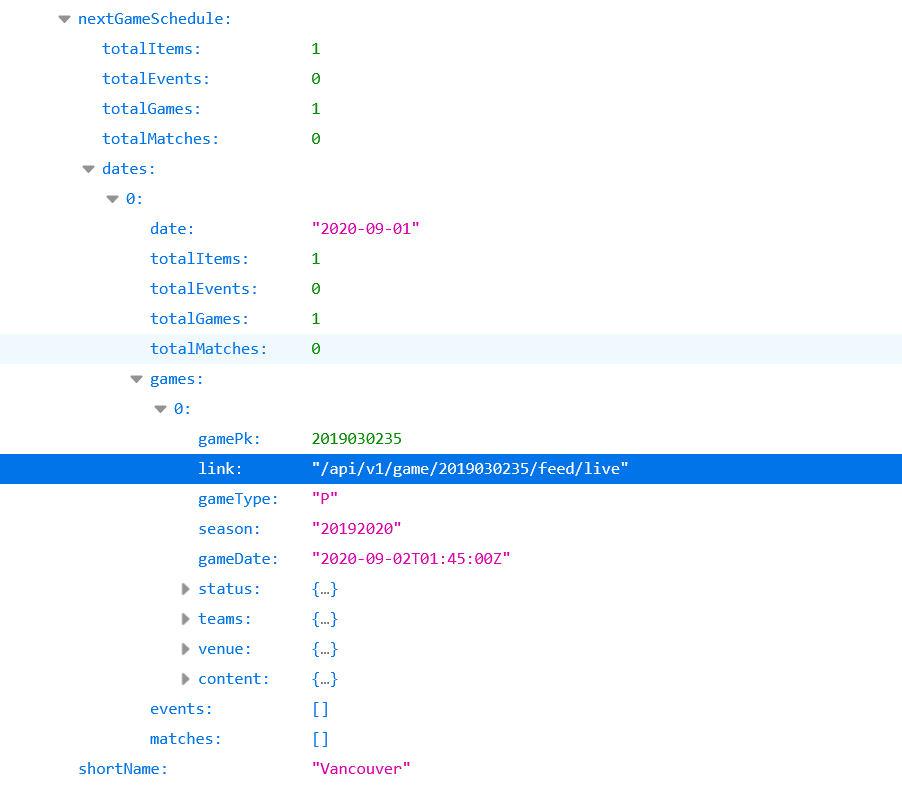 nextGameSchedule:
totalItems: 1
totalEvents: 0
totalGames: 1
totalMatches: 0
dates:
0:
date: "2020-09-01"
totalItems: 1
totalEvents: 0
totalGames: 1
totalMatches: 0
games:
0:
gamePk: 2019030235
link: "/api/v1/game/2019030235/feed/live"
gameType: "P"
season: "20192020"
gameDate: "2020-09-02T01:45:00Z"
status: {…}
teams: {…}
venue: {…}
content: {…}
events: []
matches: []
shortName: "Vancouver"